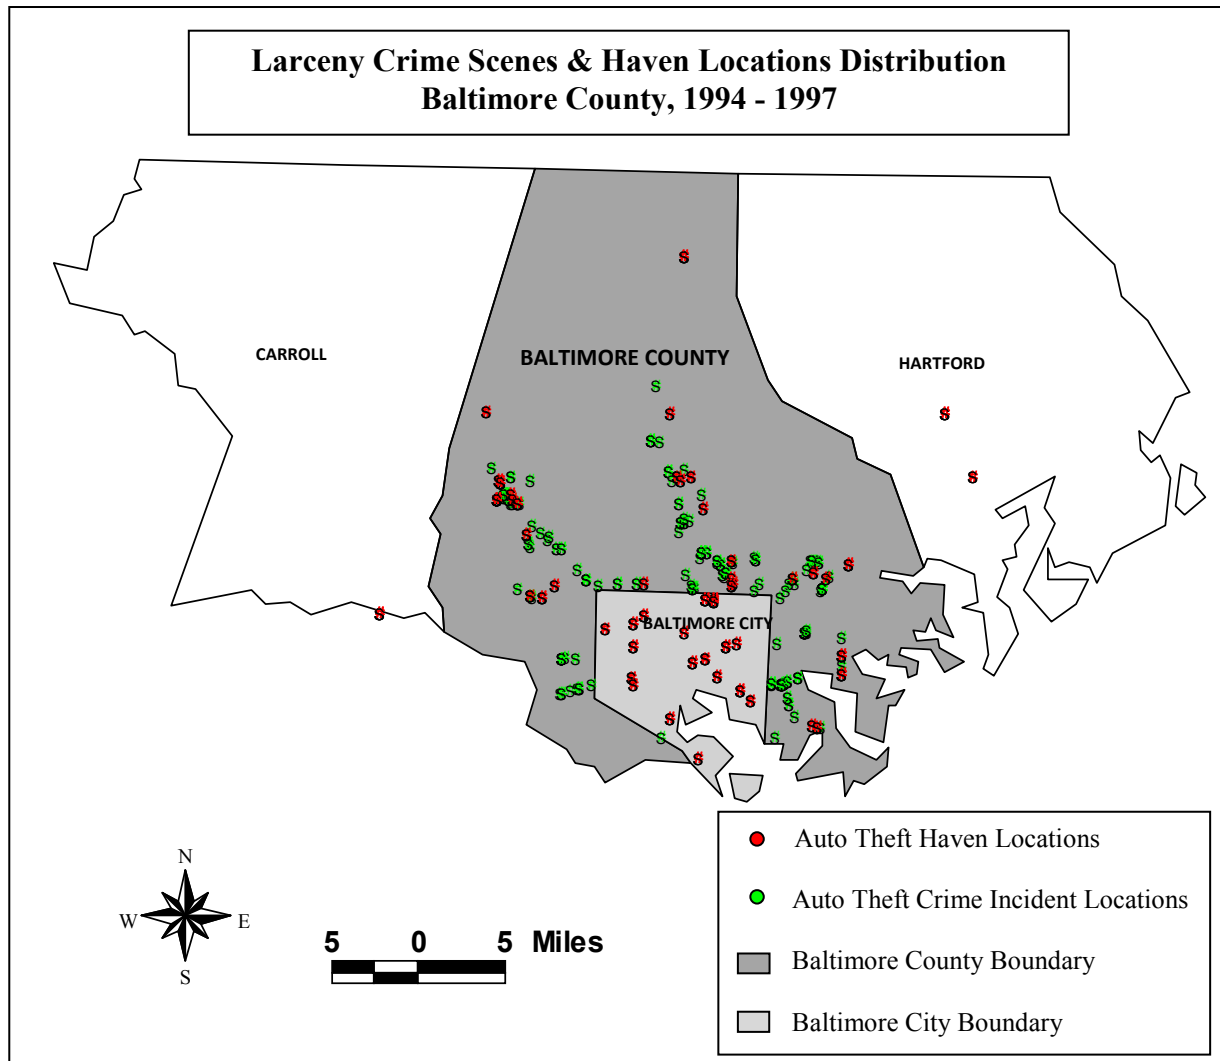 Larceny Crime Scenes & Haven Locations Distribution
Baltimore County, 1994 - 1997
CARROLL
BALTIMORE COUNTY
HARTFORD
BALTIMORE CITY
N
W
E
S
5 0 5 Miles
Auto Theft Haven Locations
Auto Theft Crime Incident Locations
Baltimore County Boundary
Baltimore City Boundary